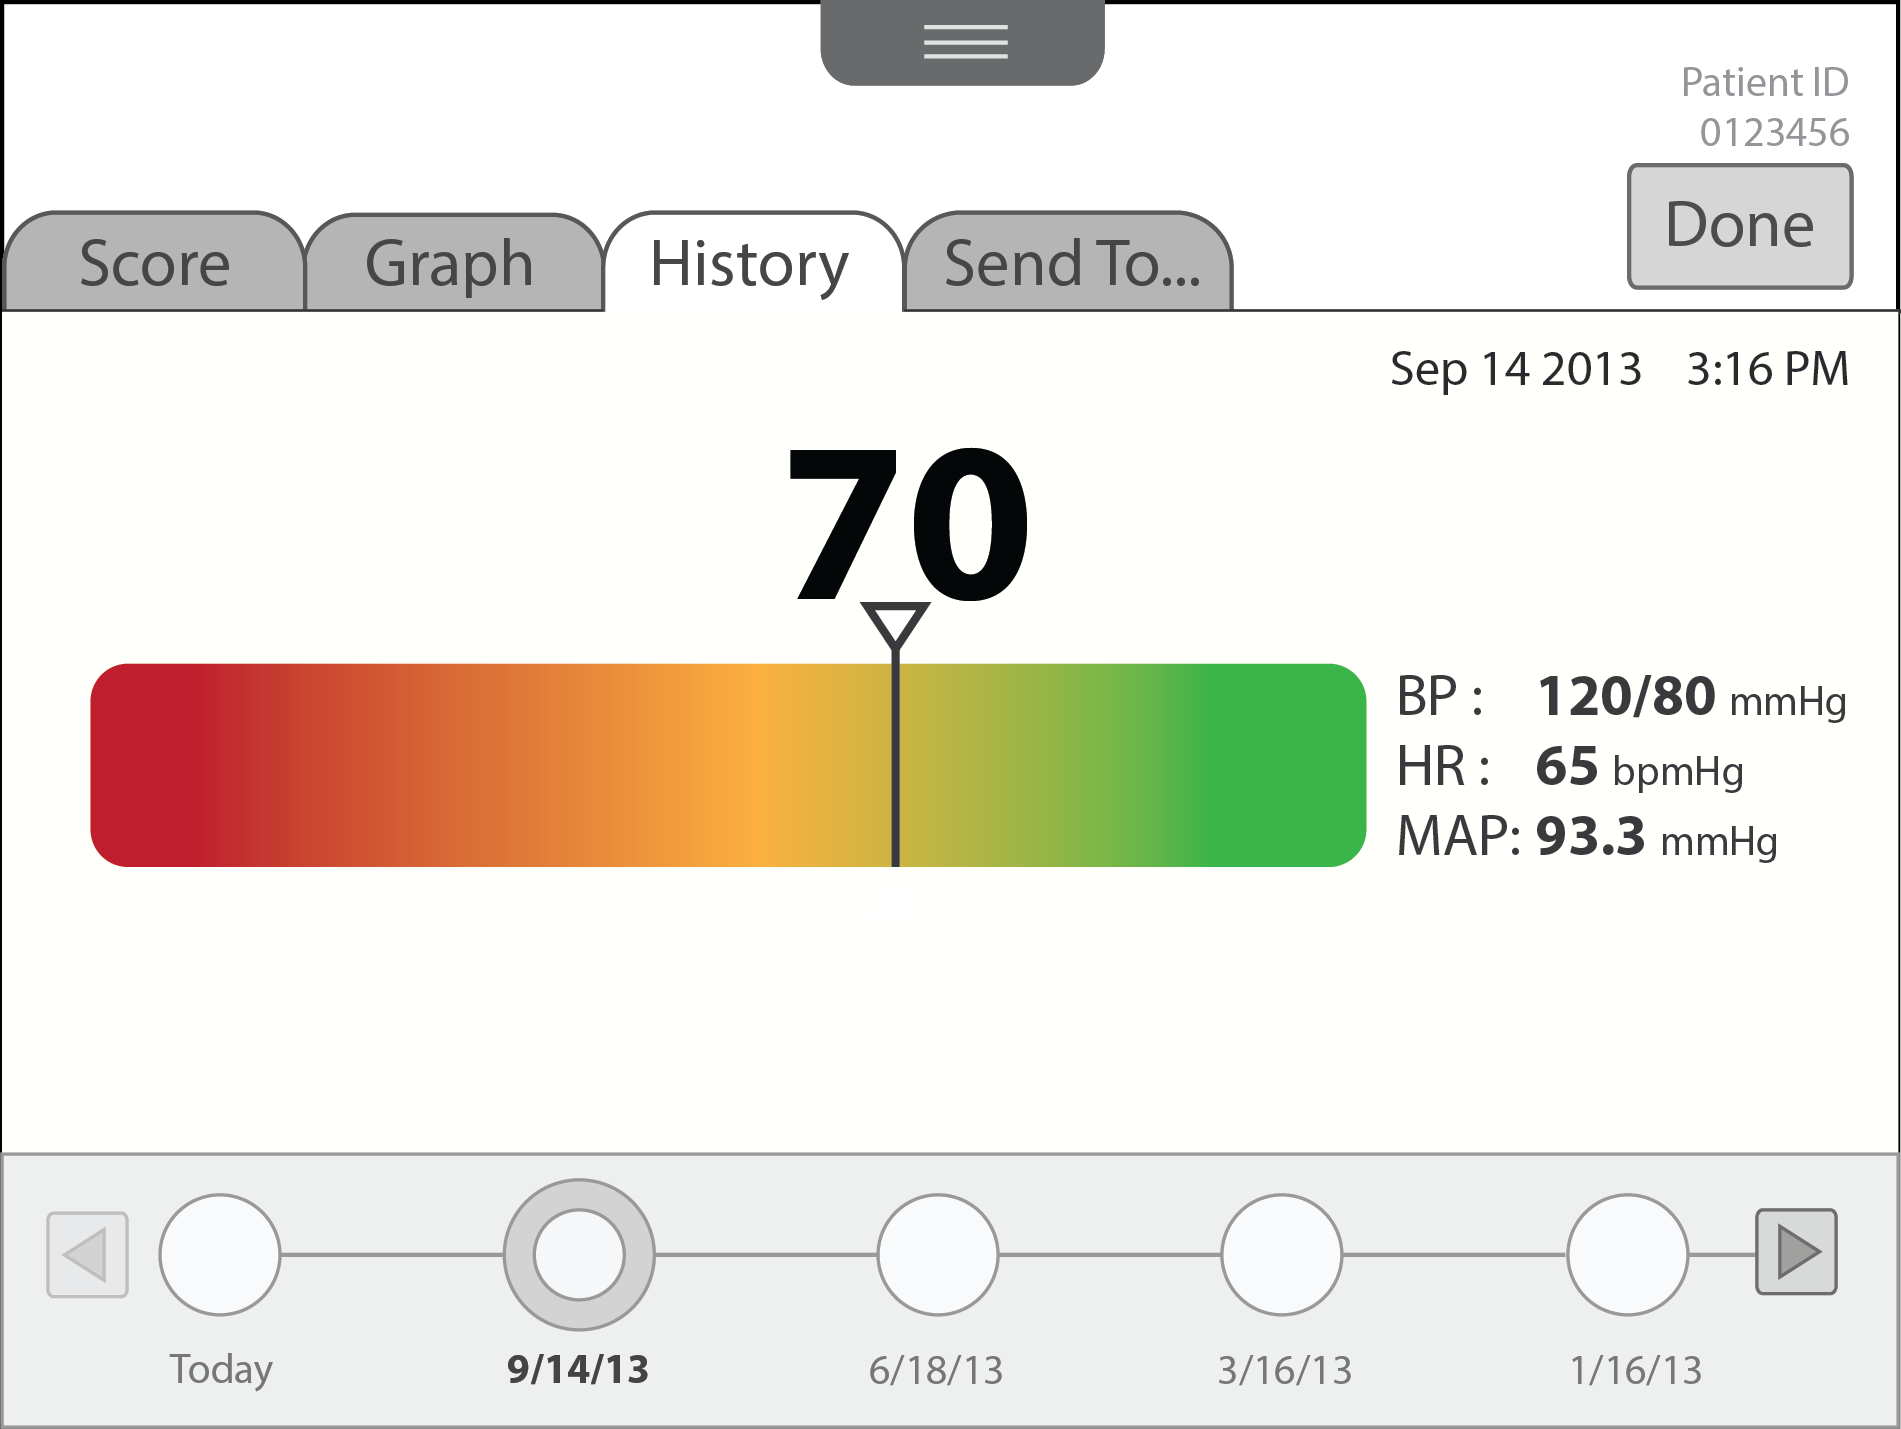 Patient ID
0123456
Done
Score
Graph
History
Send To...
Sep 14 2013 3:16 PM
70
BP : 120/80 mmHg
HR : 65 bpmHg
MAP: 93.3 mmHg
Today
9/14/13
6/18/13
3/16/13
1/16/13